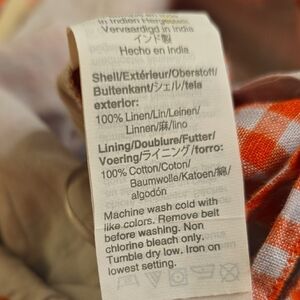 in Indien Hergestellt
Vervaardigd in India
インド製
Hecho en India
Shell/Extérieur/Oberstoff/
Buitenkant/シェル/tela
exterior:
100% Linen/Lin/Leinen/
Linnen/麻/lino
Lining/Doublure/Futter/
Voering/ライニング/forro:
100% Cotton/Coton/
Baumwolle/Katoen/綿/
algodón
Machine wash cold with
like colors. Remove belt
before washing. Non
chlorine bleach only.
Tumble dry low. Iron on
lowest setting.